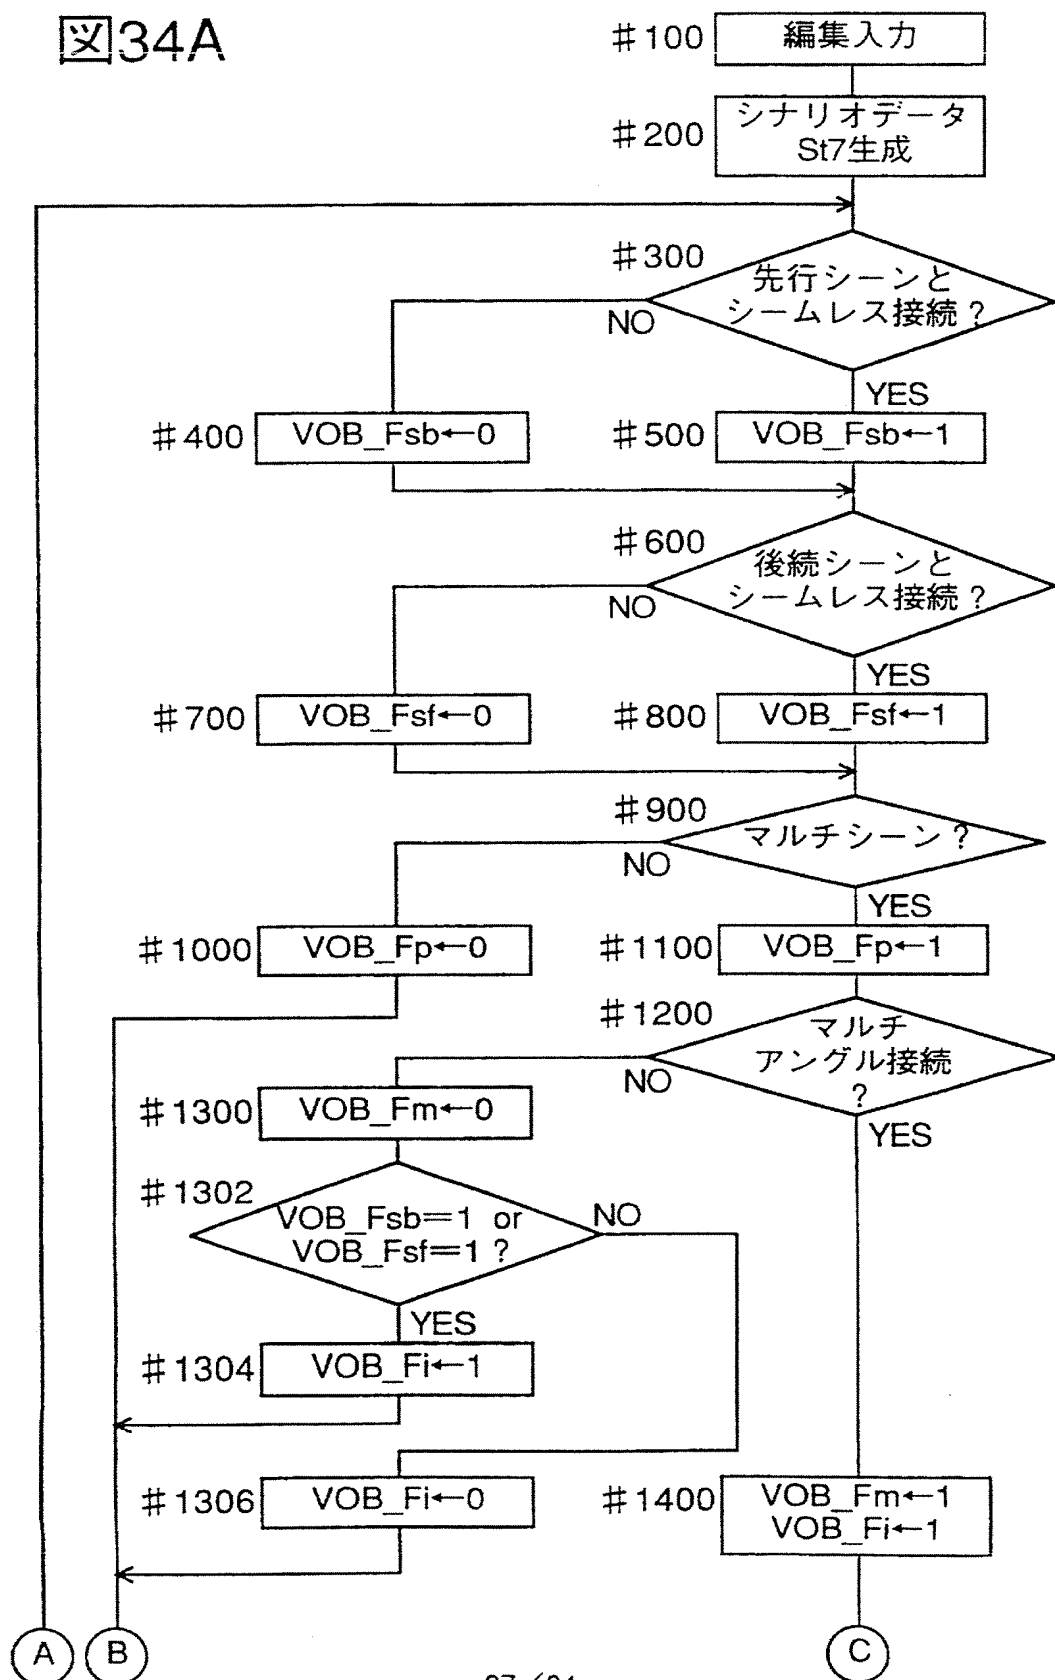 図34A
#100
編集入力
#200
シナリオデータ
St7生成
#300
先行シーンと
シームレス接続?
NO
YES
#400
VOB_Fsb←0
#500
VOB_Fsb←1
#600
後続シーンと
シームレス接続?
NO
YES
#700
VOB_Fsf←0
#800
VOB_Fsf←1
#900
マルチシーン?
NO
YES
#1000
VOB_Fp←0
#1100
VOB_Fp←1
#1200
マルチ
アングル接続
?
NO
YES
#1300
VOB_Fm←0
#1302
VOB_Fsb=1 or
VOB_Fsf=1 ?
NO
YES
#1304
VOB_Fi←1
#1306
VOB_Fi←0
#1400
VOB_Fm←1
VOB_Fi←1
A
B
C